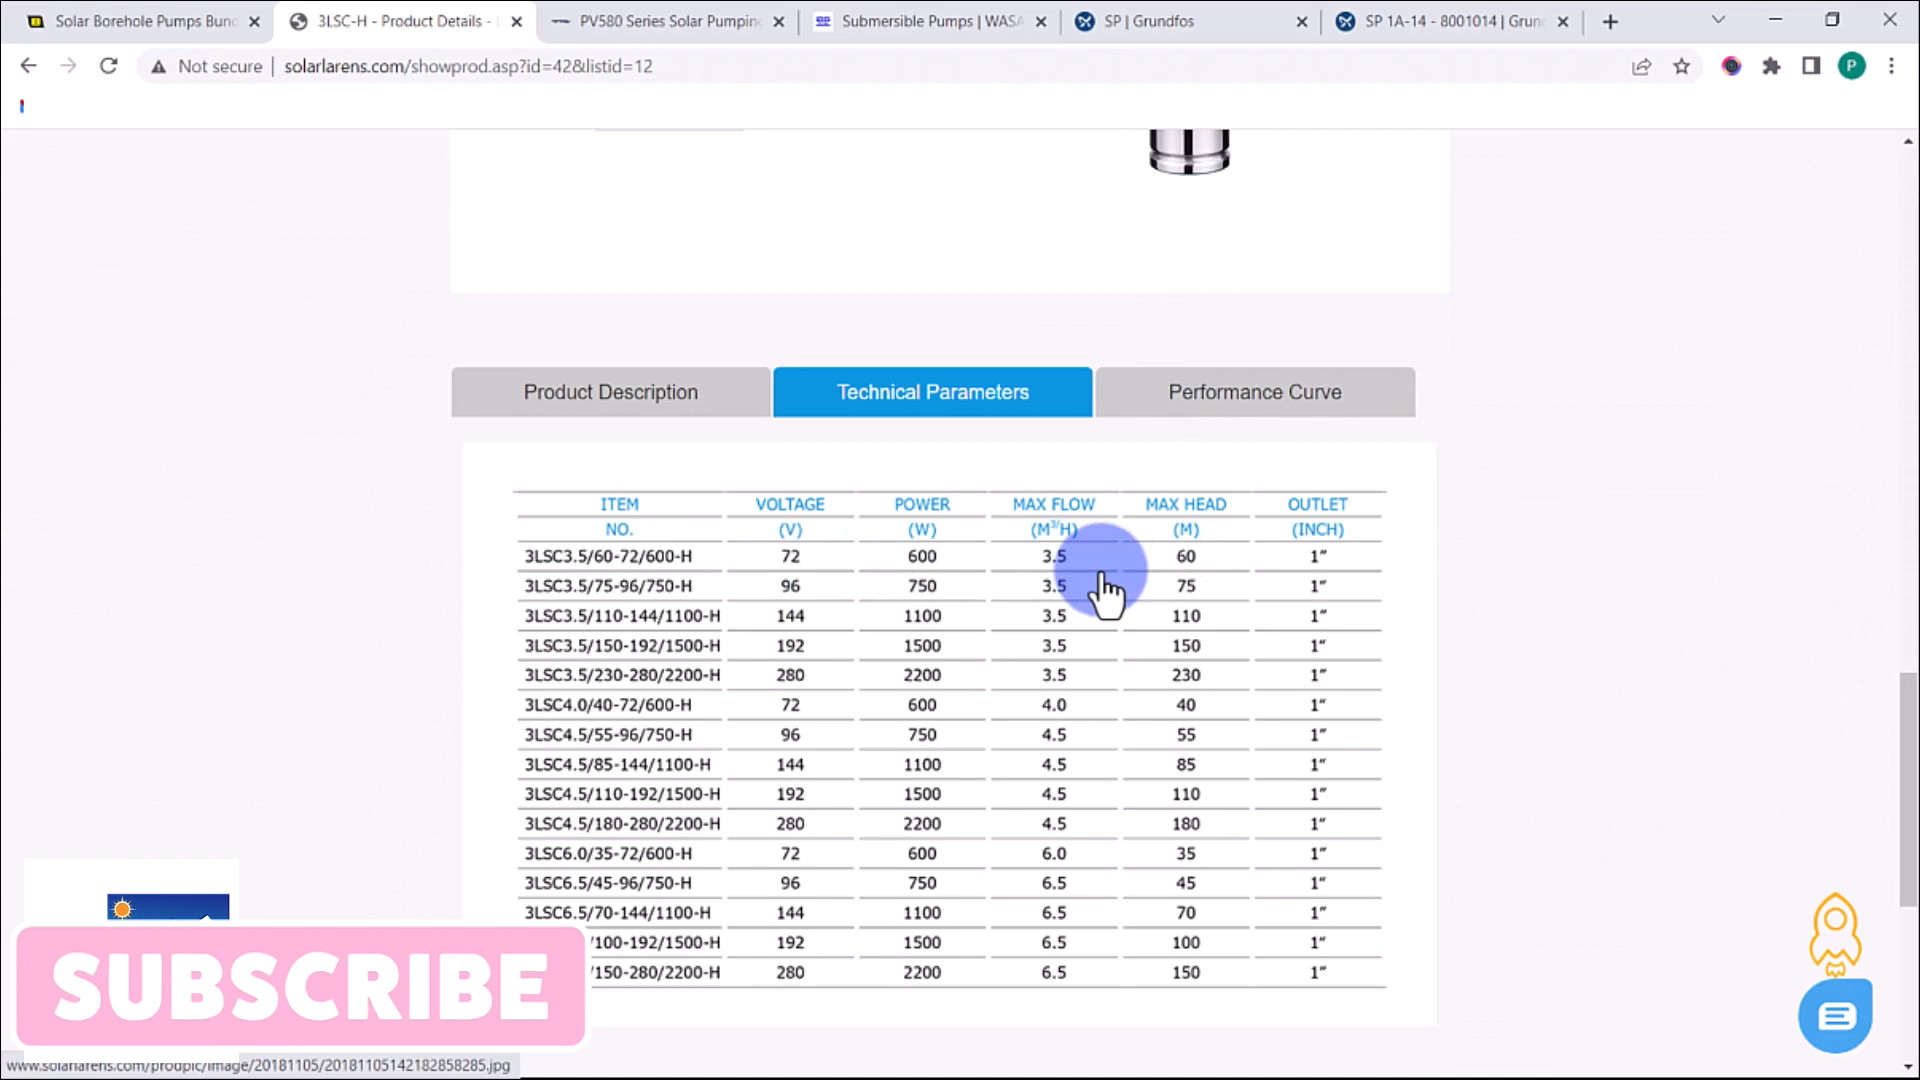 Solar Borehole Pumps Bun
3LSC-H - Product Details -
PV580 Series Solar Pumping
Submersible Pumps | WASA
SP | Grundfos
SP 1A-14 - 8001014 | Grun
Not secure | solarlarens.com/showprod.asp?id=42&listid=12
P
Product Description Technical Parameters Performance Curve
ITEM VOLTAGE POWER MAX FLOW MAX HEAD OUTLET
NO. (V) (W) (M³/H) (M) (INCH)
3LSC3.5/60-72/600-H 72 600 3.5 60 1"
3LSC3.5/75-96/750-H 96 750 3.5 75 1"
3LSC3.5/110-144/1100-H 144 1100 3.5 110 1"
3LSC3.5/150-192/1500-H 192 1500 3.5 150 1"
3LSC3.5/230-280/2200-H 280 2200 3.5 230 1"
3LSC4.0/40-72/600-H 72 600 4.0 40 1"
3LSC4.5/55-96/750-H 96 750 4.5 55 1"
3LSC4.5/85-144/1100-H 144 1100 4.5 85 1"
3LSC4.5/110-192/1500-H 192 1500 4.5 110 1"
3LSC4.5/180-280/2200-H 280 2200 4.5 180 1"
3LSC6.0/35-72/600-H 72 600 6.0 35 1"
3LSC6.5/45-96/750-H 96 750 6.5 45 1"
3LSC6.5/70-144/1100-H 144 1100 6.5 70 1"
/100-192/1500-H 192 1500 6.5 100 1"
/150-280/2200-H 280 2200 6.5 150 1"
SUBSCRIBE
www.solarlarens.com/prodpic/image/20181105/20181105142182858285.jpg